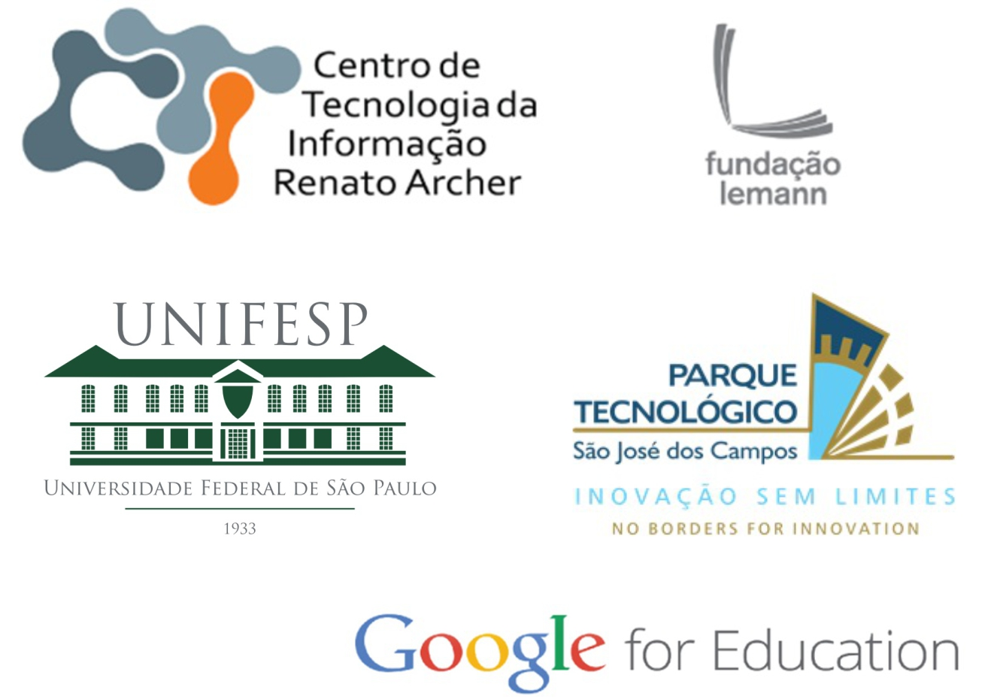 Centro de
Tecnologia da
Informação
Renato Archer
fundação
lemann
UNIFESP
UNIVERSIDADE FEDERAL DE SÃO PAULO
1933
PARQUE
TECNOLÓGICO
São José dos Campos
INOVAÇÃO SEM LIMITES
NO BORDERS FOR INNOVATION
Google for Education